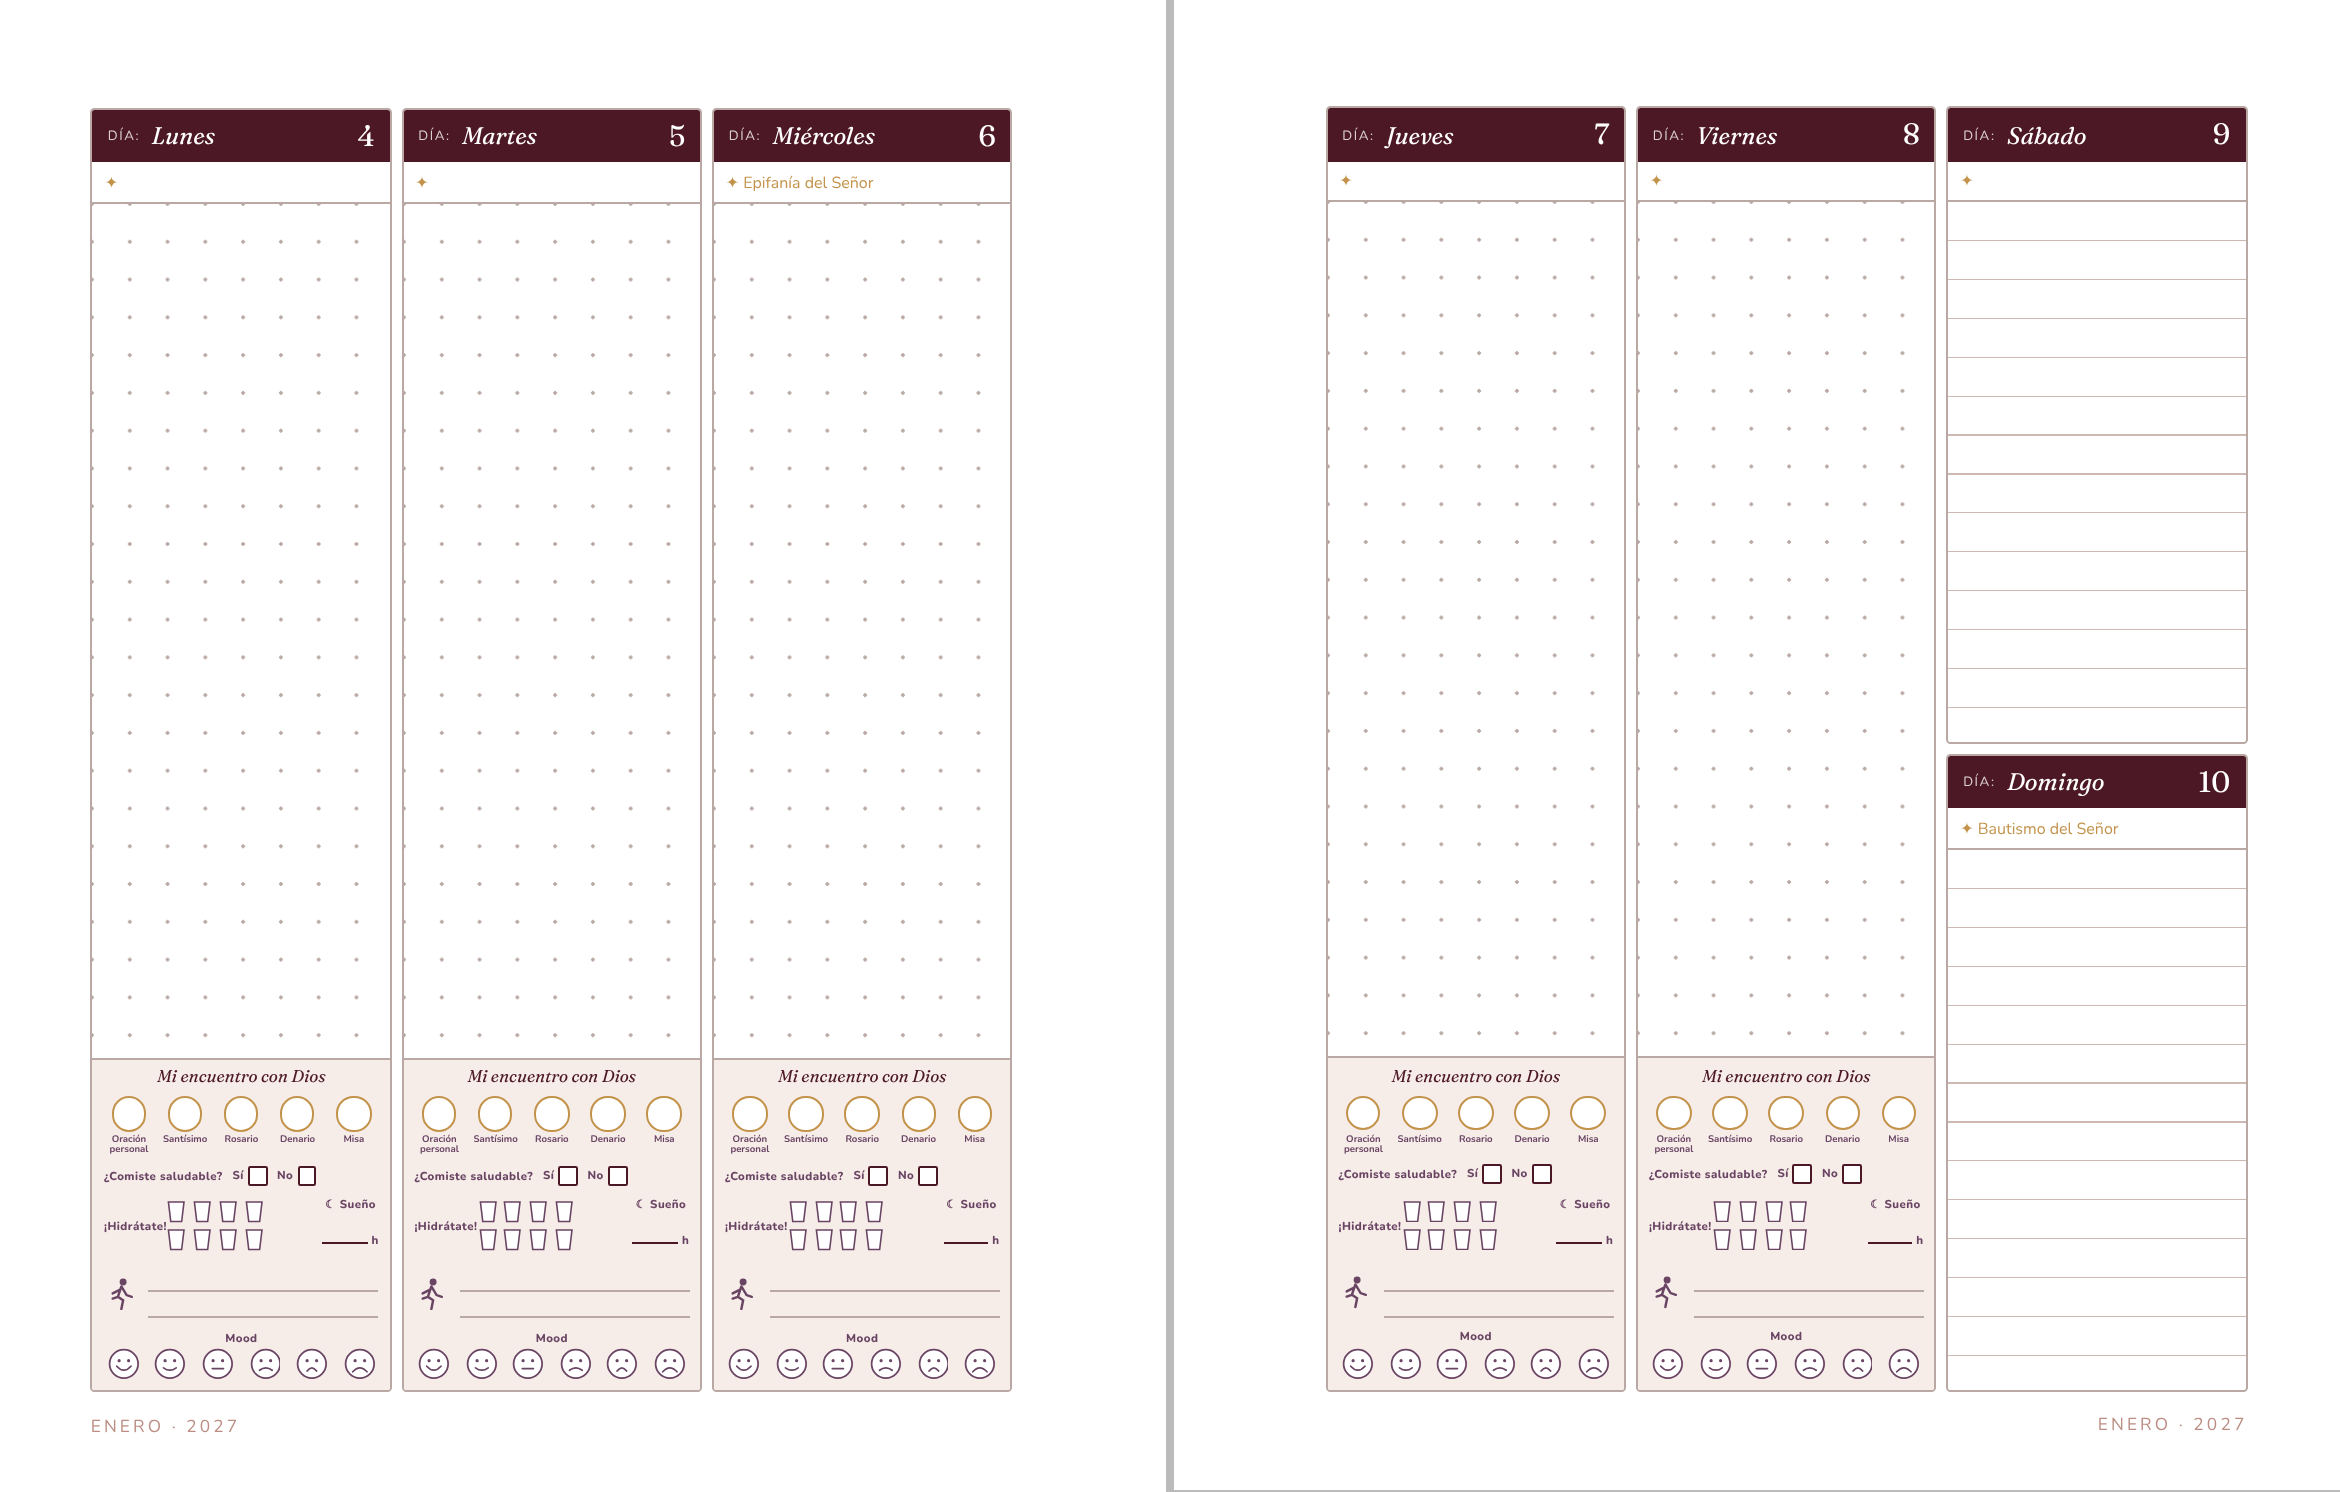 DÍA: Lunes 4
✦
Mi encuentro con Dios
Oración personal Santísimo Rosario Denario Misa
¿Comiste saludable? Sí No
☾ Sueño
¡Hidrátate!
h
Mood
DÍA: Martes 5
✦
Mi encuentro con Dios
Oración personal Santísimo Rosario Denario Misa
¿Comiste saludable? Sí No
☾ Sueño
¡Hidrátate!
h
Mood
DÍA: Miércoles 6
✦ Epifanía del Señor
Mi encuentro con Dios
Oración personal Santísimo Rosario Denario Misa
¿Comiste saludable? Sí No
☾ Sueño
¡Hidrátate!
h
Mood
ENERO · 2027
DÍA: Jueves 7
✦
Mi encuentro con Dios
Oración personal Santísimo Rosario Denario Misa
¿Comiste saludable? Sí No
☾ Sueño
¡Hidrátate!
h
Mood
DÍA: Viernes 8
✦
Mi encuentro con Dios
Oración personal Santísimo Rosario Denario Misa
¿Comiste saludable? Sí No
☾ Sueño
¡Hidrátate!
h
Mood
DÍA: Sábado 9
✦
DÍA: Domingo 10
✦ Bautismo del Señor
ENERO · 2027